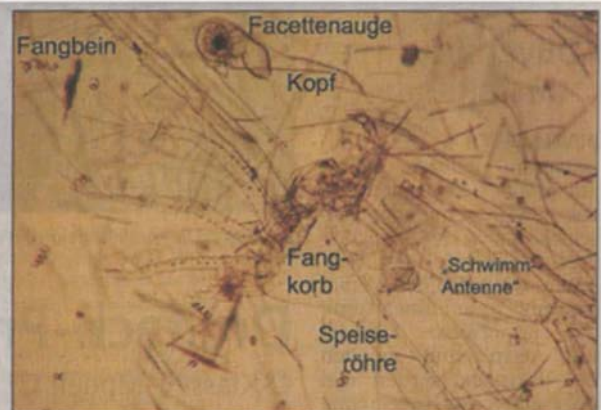 Facettenauge
Fangbein
Kopf
Fang-
korb
„Schwimm-
Antenne“
Speise-
röhre